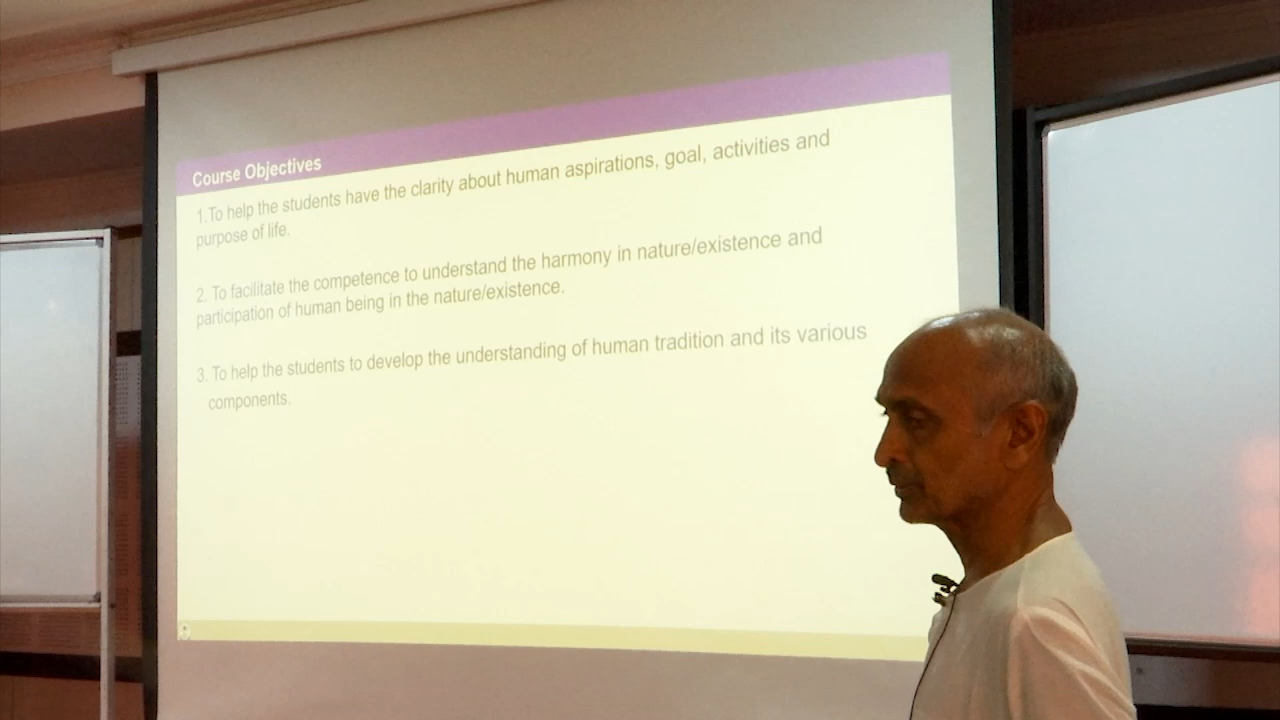 Course Objectives
1.To help the students have the clarity about human aspirations, goal, activities and
purpose of life.
2. To facilitate the competence to understand the harmony in nature/existence and
participation of human being in the nature/existence.
3. To help the students to develop the understanding of human tradition and its various
components.